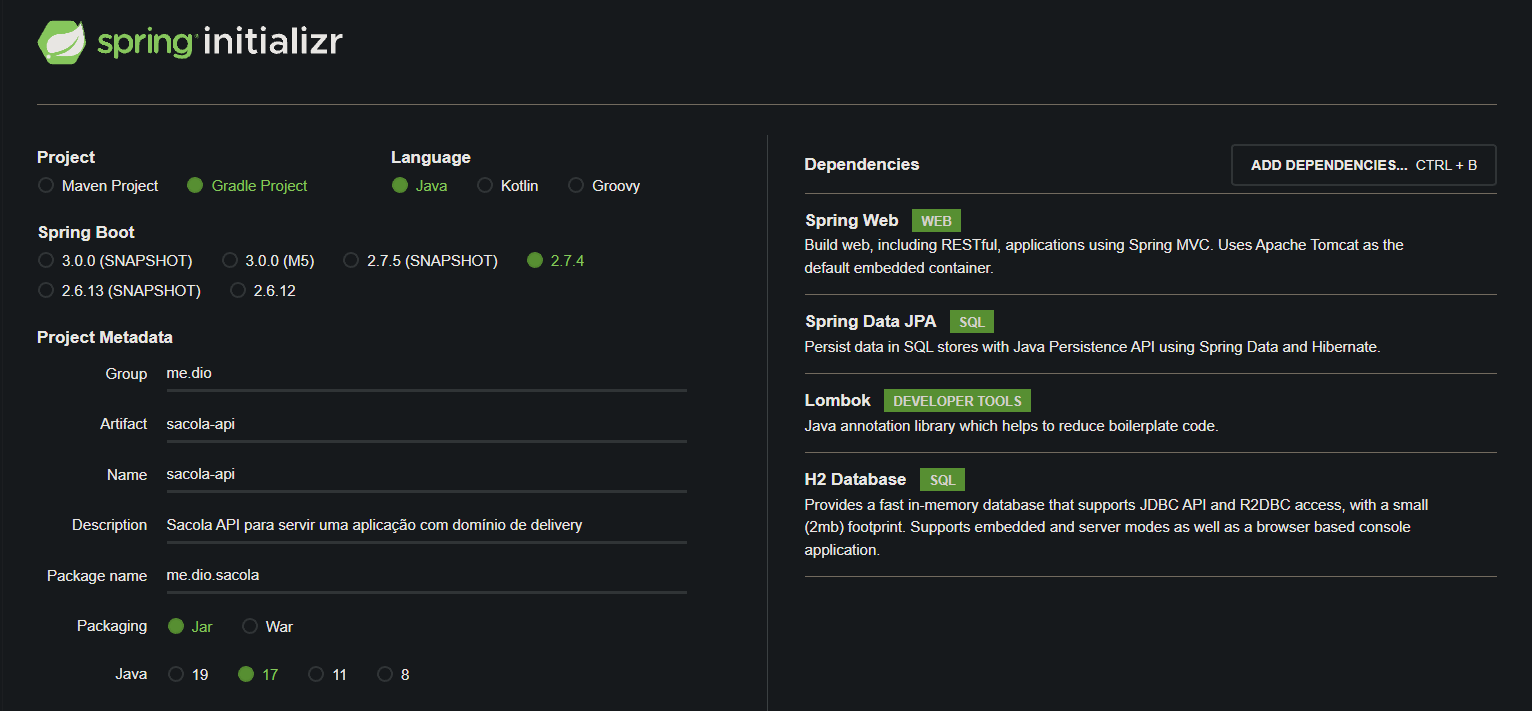 spring initializr
Project
Maven Project Gradle Project
Language
Java Kotlin Groovy
Spring Boot
3.0.0 (SNAPSHOT) 3.0.0 (M5) 2.7.5 (SNAPSHOT) 2.7.4
2.6.13 (SNAPSHOT) 2.6.12
Project Metadata
Group me.dio
Artifact sacola-api
Name sacola-api
Description Sacola API para servir uma aplicação com domínio de delivery
Package name me.dio.sacola
Packaging Jar War
Java 19 17 11 8
Dependencies ADD DEPENDENCIES... CTRL + B
Spring Web WEB
Build web, including RESTful, applications using Spring MVC. Uses Apache Tomcat as the
default embedded container.
Spring Data JPA SQL
Persist data in SQL stores with Java Persistence API using Spring Data and Hibernate.
Lombok DEVELOPER TOOLS
Java annotation library which helps to reduce boilerplate code.
H2 Database SQL
Provides a fast in-memory database that supports JDBC API and R2DBC access, with a small
(2mb) footprint. Supports embedded and server modes as well as a browser based console
application.